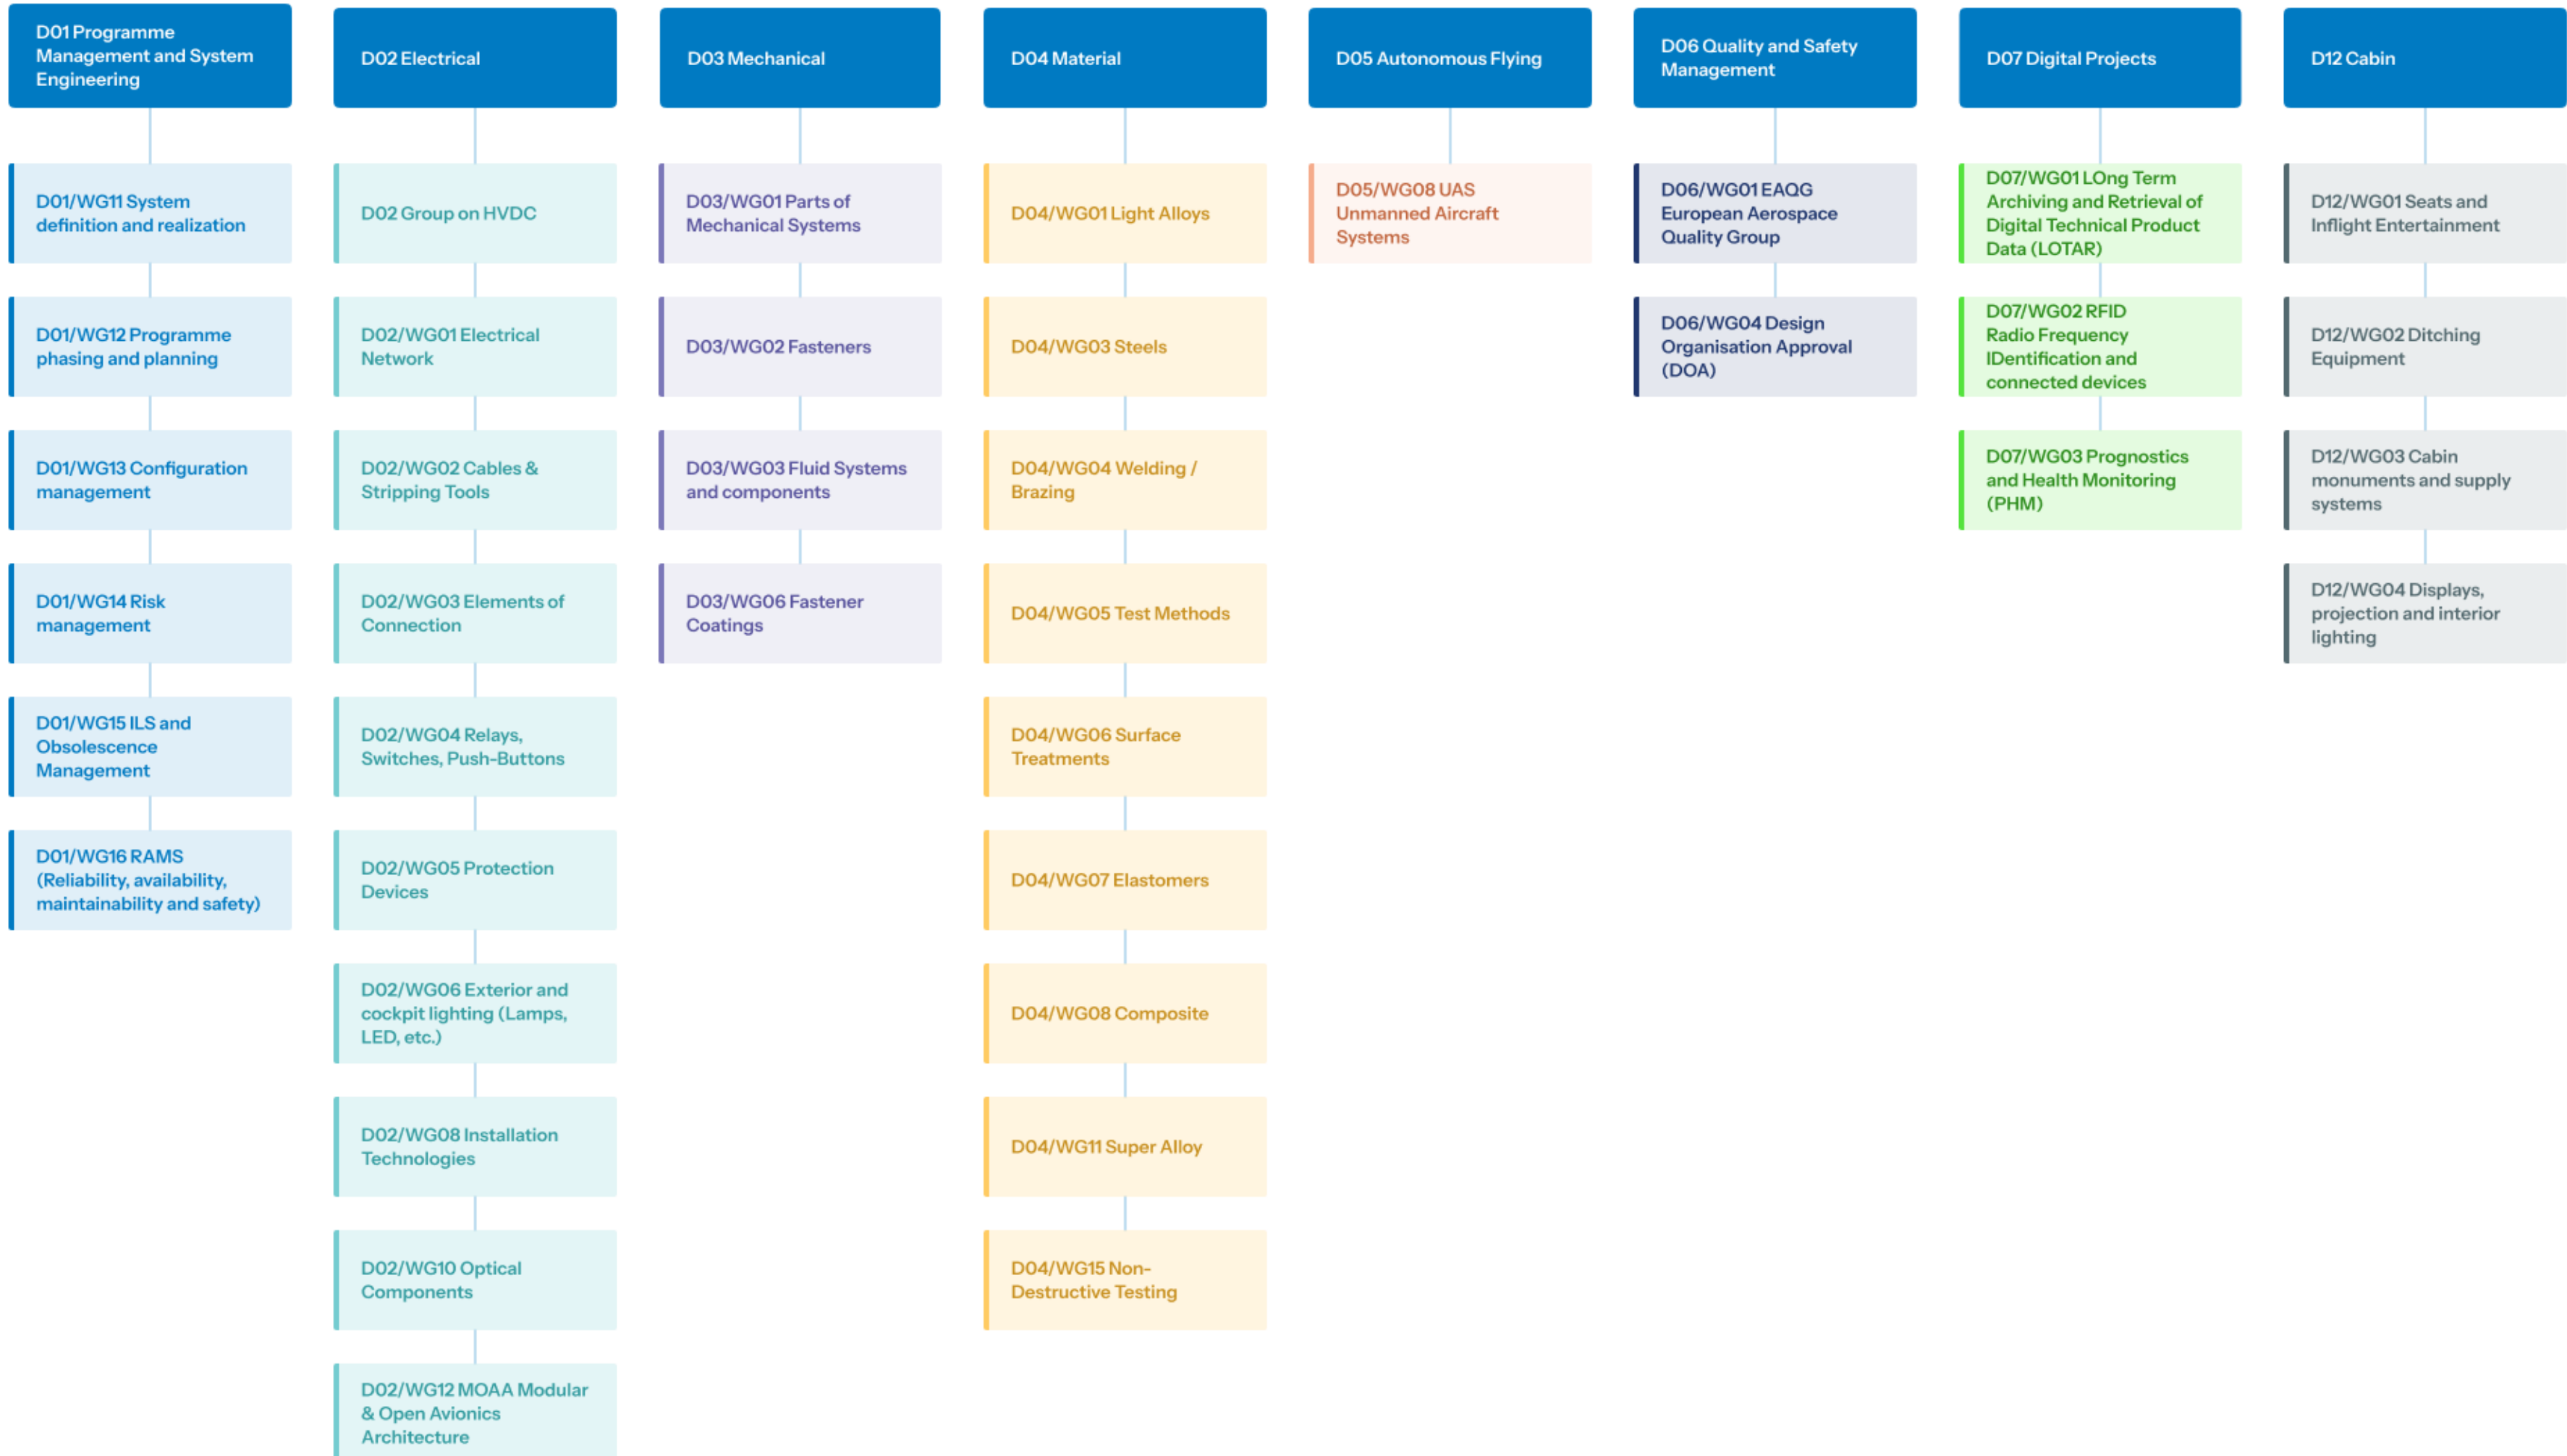 D01 Programme
Management and System
Engineering
D01/WG11 System
definition and realization
D01/WG12 Programme
phasing and planning
D01/WG13 Configuration
management
D01/WG14 Risk
management
D01/WG15 ILS and
Obsolescence
Management
D01/WG16 RAMS
(Reliability, availability,
maintainability and safety)
D02 Electrical
D02 Group on HVDC
D02/WG01 Electrical
Network
D02/WG02 Cables &
Stripping Tools
D02/WG03 Elements of
Connection
D02/WG04 Relays,
Switches, Push-Buttons
D02/WG05 Protection
Devices
D02/WG06 Exterior and
cockpit lighting (Lamps,
LED, etc.)
D02/WG08 Installation
Technologies
D02/WG10 Optical
Components
D02/WG12 MOAA Modular
& Open Avionics
Architecture
D03 Mechanical
D03/WG01 Parts of
Mechanical Systems
D03/WG02 Fasteners
D03/WG03 Fluid Systems
and components
D03/WG06 Fastener
Coatings
D04 Material
D04/WG01 Light Alloys
D04/WG03 Steels
D04/WG04 Welding /
Brazing
D04/WG05 Test Methods
D04/WG06 Surface
Treatments
D04/WG07 Elastomers
D04/WG08 Composite
D04/WG11 Super Alloy
D04/WG15 Non-
Destructive Testing
D05 Autonomous Flying
D05/WG08 UAS
Unmanned Aircraft
Systems
D06 Quality and Safety
Management
D06/WG01 EAQG
European Aerospace
Quality Group
D06/WG04 Design
Organisation Approval
(DOA)
D07 Digital Projects
D07/WG01 LOng Term
Archiving and Retrieval of
Digital Technical Product
Data (LOTAR)
D07/WG02 RFID
Radio Frequency
IDentification and
connected devices
D07/WG03 Prognostics
and Health Monitoring
(PHM)
D12 Cabin
D12/WG01 Seats and
Inflight Entertainment
D12/WG02 Ditching
Equipment
D12/WG03 Cabin
monuments and supply
systems
D12/WG04 Displays,
projection and interior
lighting